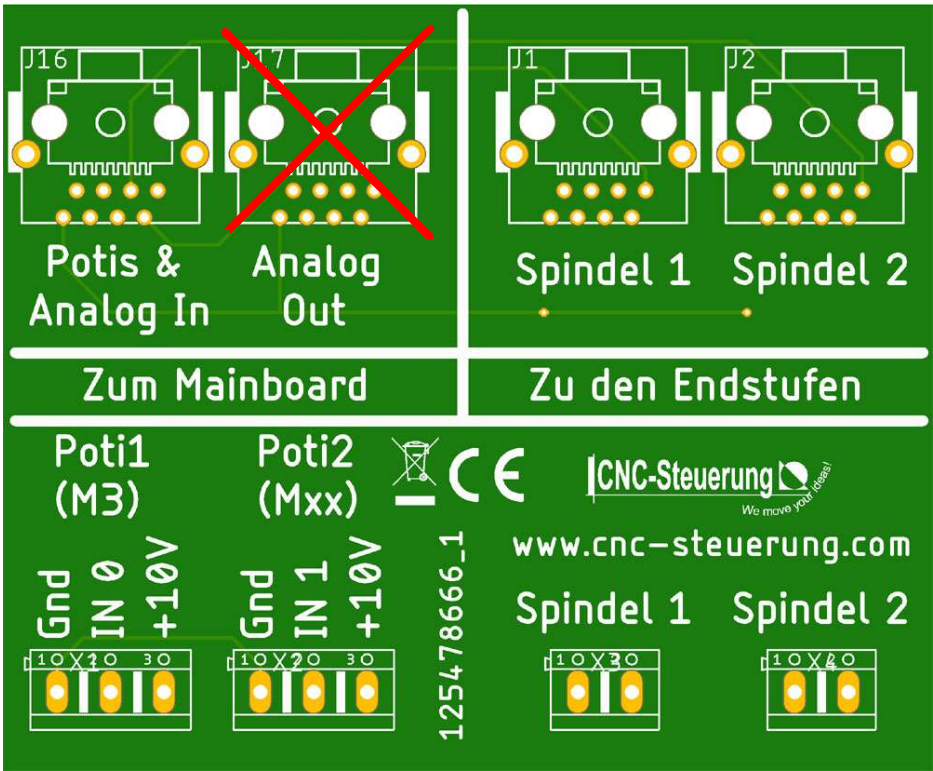 J16
J17
J1
J2
Potis &
Analog In
Analog
Out
Spindel 1
Spindel 2
Zum Mainboard
Zu den Endstufen
Poti1
(M3)
Poti2
(Mxx)
CE
CNC-Steuerung
We move your ideas!
www.cnc-steuerung.com
Gnd
IN 0
+10V
Gnd
IN 1
+10V
125478666_1
Spindel 1
Spindel 2
1 X1 2 3
1 X2 2 3
1 X3 2
1 X4 2